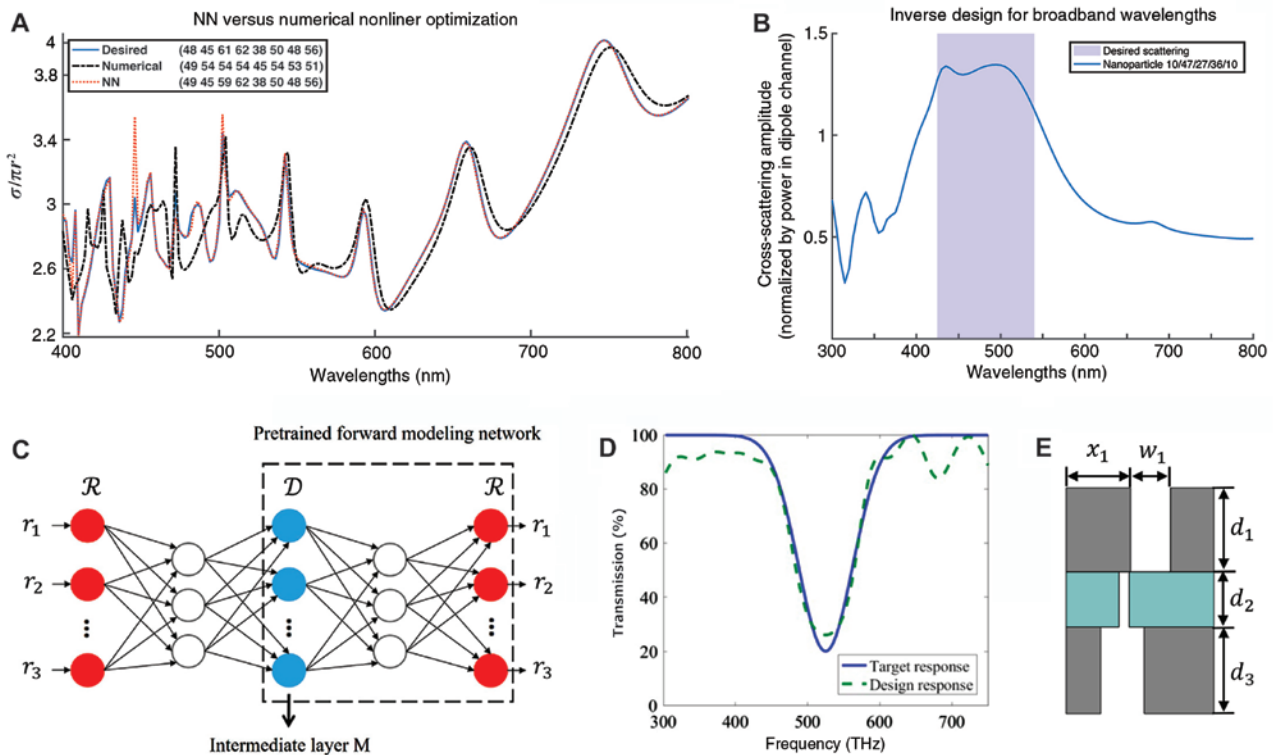 A
NN versus numerical nonliner optimization
Desired (48 45 61 62 38 50 48 56)
Numerical (49 54 54 54 45 54 53 51)
NN (49 45 59 62 38 50 48 56)
4
3.8
3.4
3
2.6
2.2
σ/πr²
400 500 600 700 800
Wavelengths (nm)
B
Inverse design for broadband wavelengths
Desired scattering
Nanoparticle 10/47/27/36/10
1.5
1
0.5
Cross-scattering amplitude
(normalized by power in dipole channel)
300 400 500 600 700 800
Wavelengths (nm)
C
Pretrained forward modeling network
ℛ 𝒟 ℛ
r₁ r₁
r₂ r₂
r₃ r₃
Intermediate layer M
D
100
80
60
40
20
0
Transmission (%)
Target response
Design response
300 400 500 600 700
Frequency (THz)
E
x₁ w₁
d₁
d₂
d₃